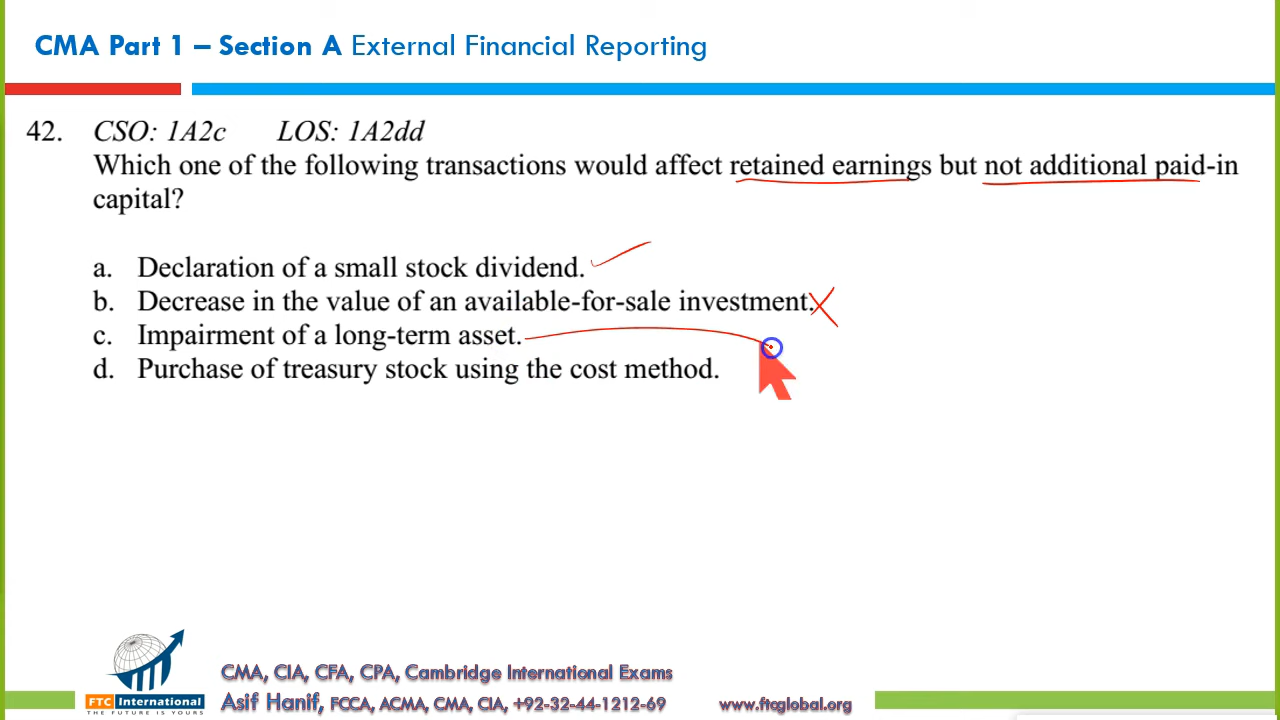 CMA Part 1 – Section A External Financial Reporting
42. CSO: 1A2c LOS: 1A2dd
Which one of the following transactions would affect retained earnings but not additional paid-in
capital?
a. Declaration of a small stock dividend.
b. Decrease in the value of an available-for-sale investment.
c. Impairment of a long-term asset.
d. Purchase of treasury stock using the cost method.
FTC International
THE FUTURE IS YOURS
CMA, CIA, CFA, CPA, Cambridge International Exams
Asif Hanif, FCCA, ACMA, CMA, CIA, +92-32-44-1212-69 www.ftcglobal.org